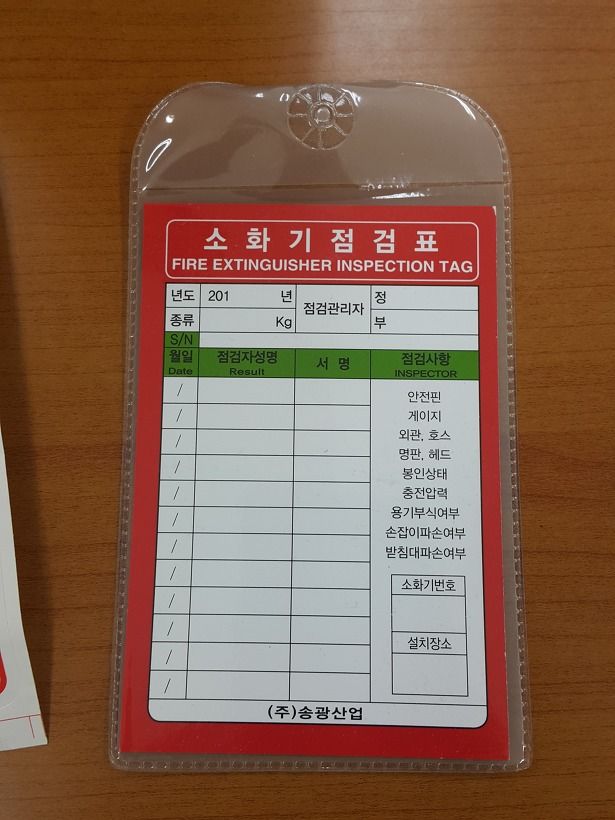 소화기점검표
FIRE EXTINGUISHER INSPECTION TAG
년도 201 년 점검관리자 정
종류 Kg 부
S/N
월일 점검자성명 서 명 점검사항
Date Result INSPECTOR
/
/
/
/
/
/
/
/
/
/
/
/
안전핀
게이지
외관, 호스
명판, 헤드
봉인상태
충전압력
용기부식여부
손잡이파손여부
받침대파손여부
소화기번호
설치장소
(주)송광산업